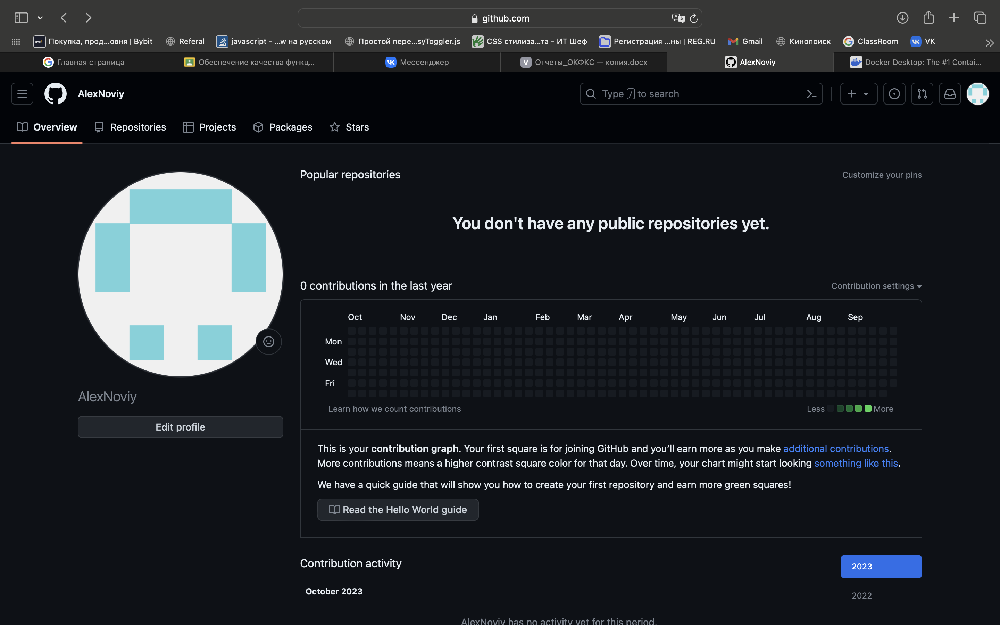 github.com
Покупка, прод...овня | Bybit
Referal
javascript - ...w на русском
Простой пере...syToggler.js
CSS стилиза...та - ИТ Шеф
Регистрация ...ны | REG.RU
Gmail
Кинопоиск
ClassRoom
VK
Главная страница
Обеспечение качества функц...
Мессенджер
Отчеты_ОКФКС — копия.docx
AlexNoviy
Docker Desktop: The #1 Contai...
AlexNoviy
Type / to search
Overview
Repositories
Projects
Packages
Stars
Popular repositories
Customize your pins
You don't have any public repositories yet.
0 contributions in the last year
Contribution settings
Oct Nov Dec Jan Feb Mar Apr May Jun Jul Aug Sep
Mon
Wed
Fri
Learn how we count contributions
Less More
AlexNoviy
Edit profile
This is your contribution graph. Your first square is for joining GitHub and you’ll earn more as you make additional contributions.
More contributions means a higher contrast square color for that day. Over time, your chart might start looking something like this.
We have a quick guide that will show you how to create your first repository and earn more green squares!
Read the Hello World guide
Contribution activity
2023
October 2023
2022
AlexNoviy has no activity yet for this period.